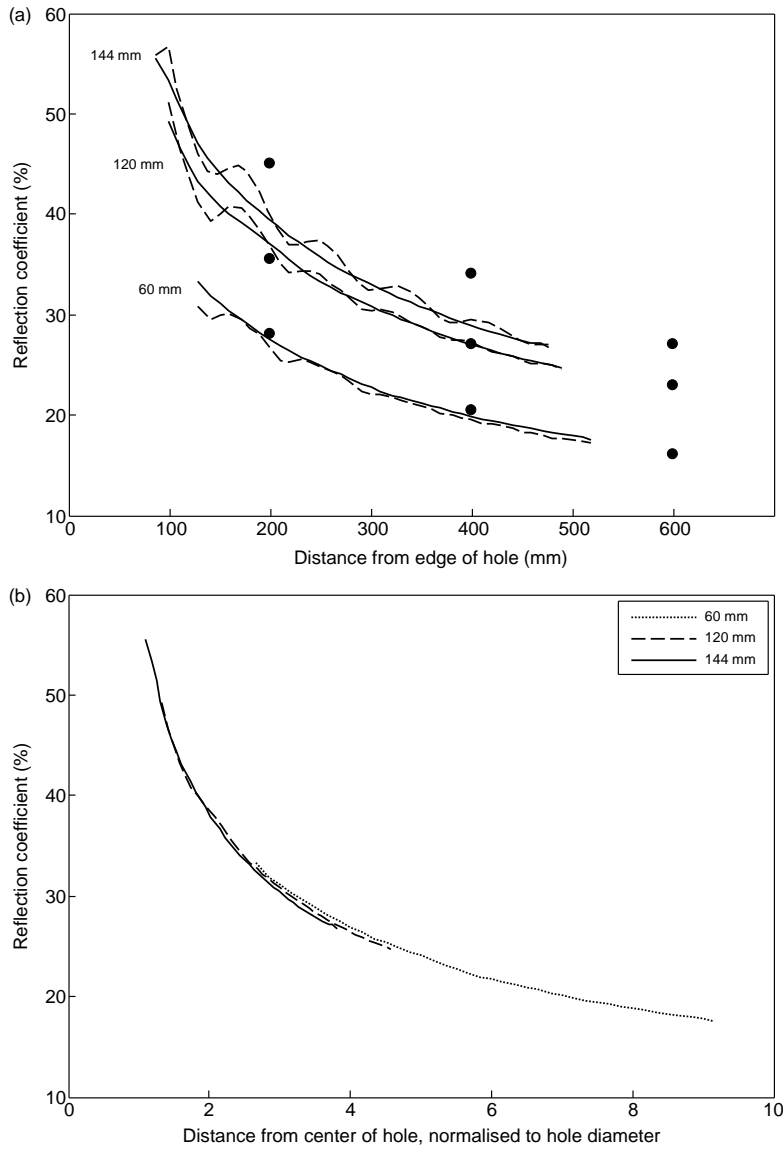 (a)
60
50
40
30
20
10
Reflection coefficient (%)
144 mm
120 mm
60 mm
0 100 200 300 400 500 600
Distance from edge of hole (mm)
(b)
60
50
40
30
20
10
Reflection coefficient (%)
60 mm
120 mm
144 mm
0 2 4 6 8 10
Distance from center of hole, normalised to hole diameter